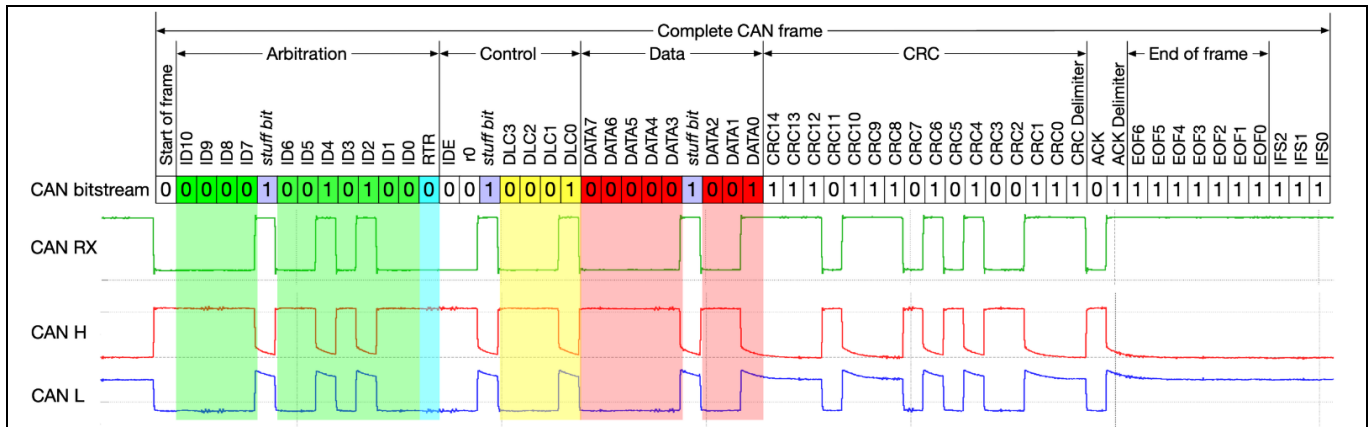 Complete CAN frame
Arbitration Control Data CRC End of frame
Start of frame
ID10
ID9
ID8
ID7
stuff bit
ID6
ID5
ID4
ID3
ID2
ID1
ID0
RTR
IDE
r0
stuff bit
DLC3
DLC2
DLC1
DLC0
DATA7
DATA6
DATA5
DATA4
DATA3
stuff bit
DATA2
DATA1
DATA0
CRC14
CRC13
CRC12
CRC11
CRC10
CRC9
CRC8
CRC7
CRC6
CRC5
CRC4
CRC3
CRC2
CRC1
CRC0
CRC Delimiter
ACK
ACK Delimiter
EOF6
EOF5
EOF4
EOF3
EOF2
EOF1
EOF0
IFS2
IFS1
IFS0
CAN bitstream 0 0 0 0 0 1 0 0 1 0 1 0 0 0 0 0 1 0 0 0 1 0 0 0 0 0 1 0 0 1 1 1 1 0 1 1 1 0 1 0 1 0 0 1 1 1 0 1 1 1 1 1 1 1 1 1 1 1
CAN RX
CAN H
CAN L